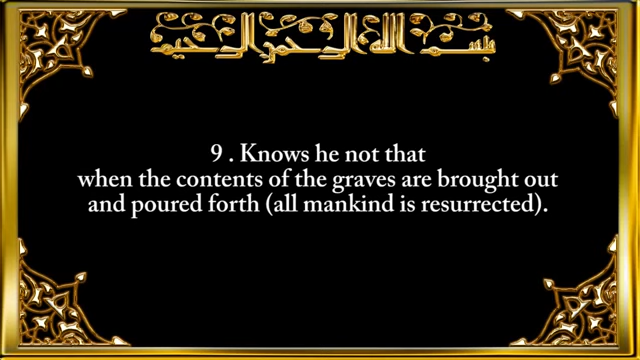 بسم الله الرحمن الرحيم
9 . Knows he not that
when the contents of the graves are brought out
and poured forth (all mankind is resurrected).